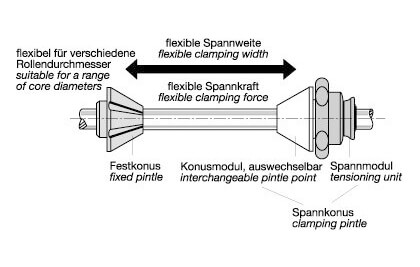 flexibel für verschiedene
Rollendurchmesser
suitable for a range
of core diameters
flexible Spannweite
flexible clamping width
flexible Spannkraft
flexible clamping force
Festkonus
fixed pintle
Konusmodul, auswechselbar
interchangeable pintle point
Spannmodul
tensioning unit
Spannkonus
clamping pintle